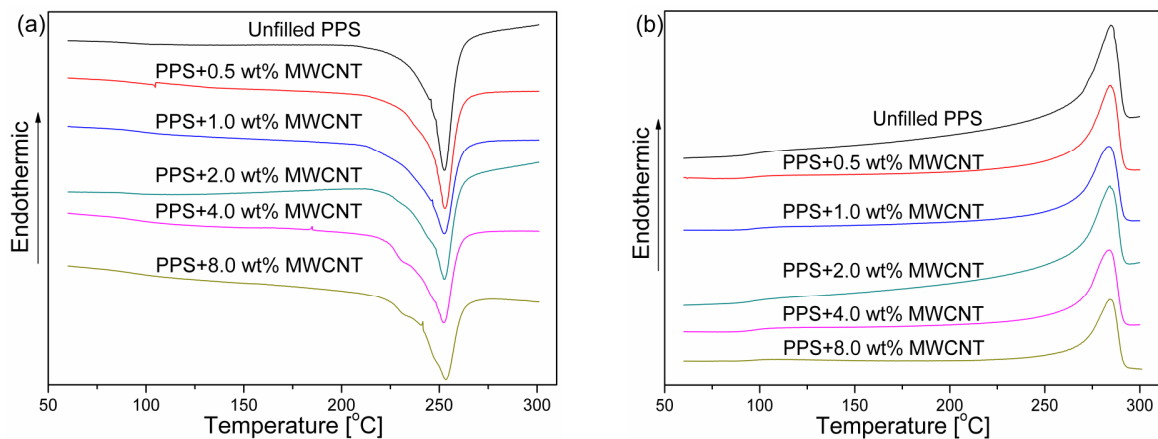 (a)
Unfilled PPS
PPS+0.5 wt% MWCNT
PPS+1.0 wt% MWCNT
PPS+2.0 wt% MWCNT
PPS+4.0 wt% MWCNT
PPS+8.0 wt% MWCNT
Endothermic
50 100 150 200 250 300
Temperature [°C]
(b)
Unfilled PPS
PPS+0.5 wt% MWCNT
PPS+1.0 wt% MWCNT
PPS+2.0 wt% MWCNT
PPS+4.0 wt% MWCNT
PPS+8.0 wt% MWCNT
Endothermic
50 100 150 200 250 300
Temperature [°C]